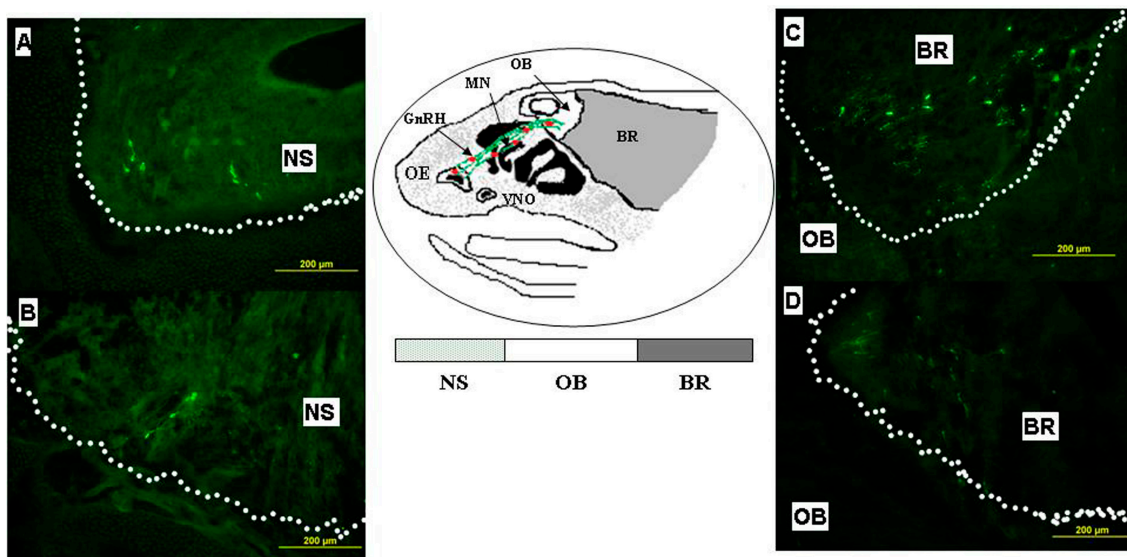 A
NS
200 µm
B
NS
200 µm
OB
MN
GnRH
BR
OE
VNO
NS OB BR
C
BR
OB
200 µm
D
BR
OB
200 µm